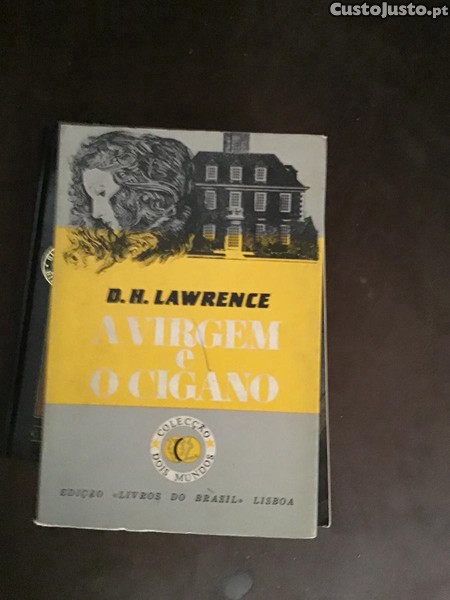 CustoJusto.pt
D.H. LAWRENCE
A VIRGEM
e
O CIGANO
COLECÇÃO
DOIS MUNDOS
EDIÇÃO «LIVROS DO BRASIL» LISBOA